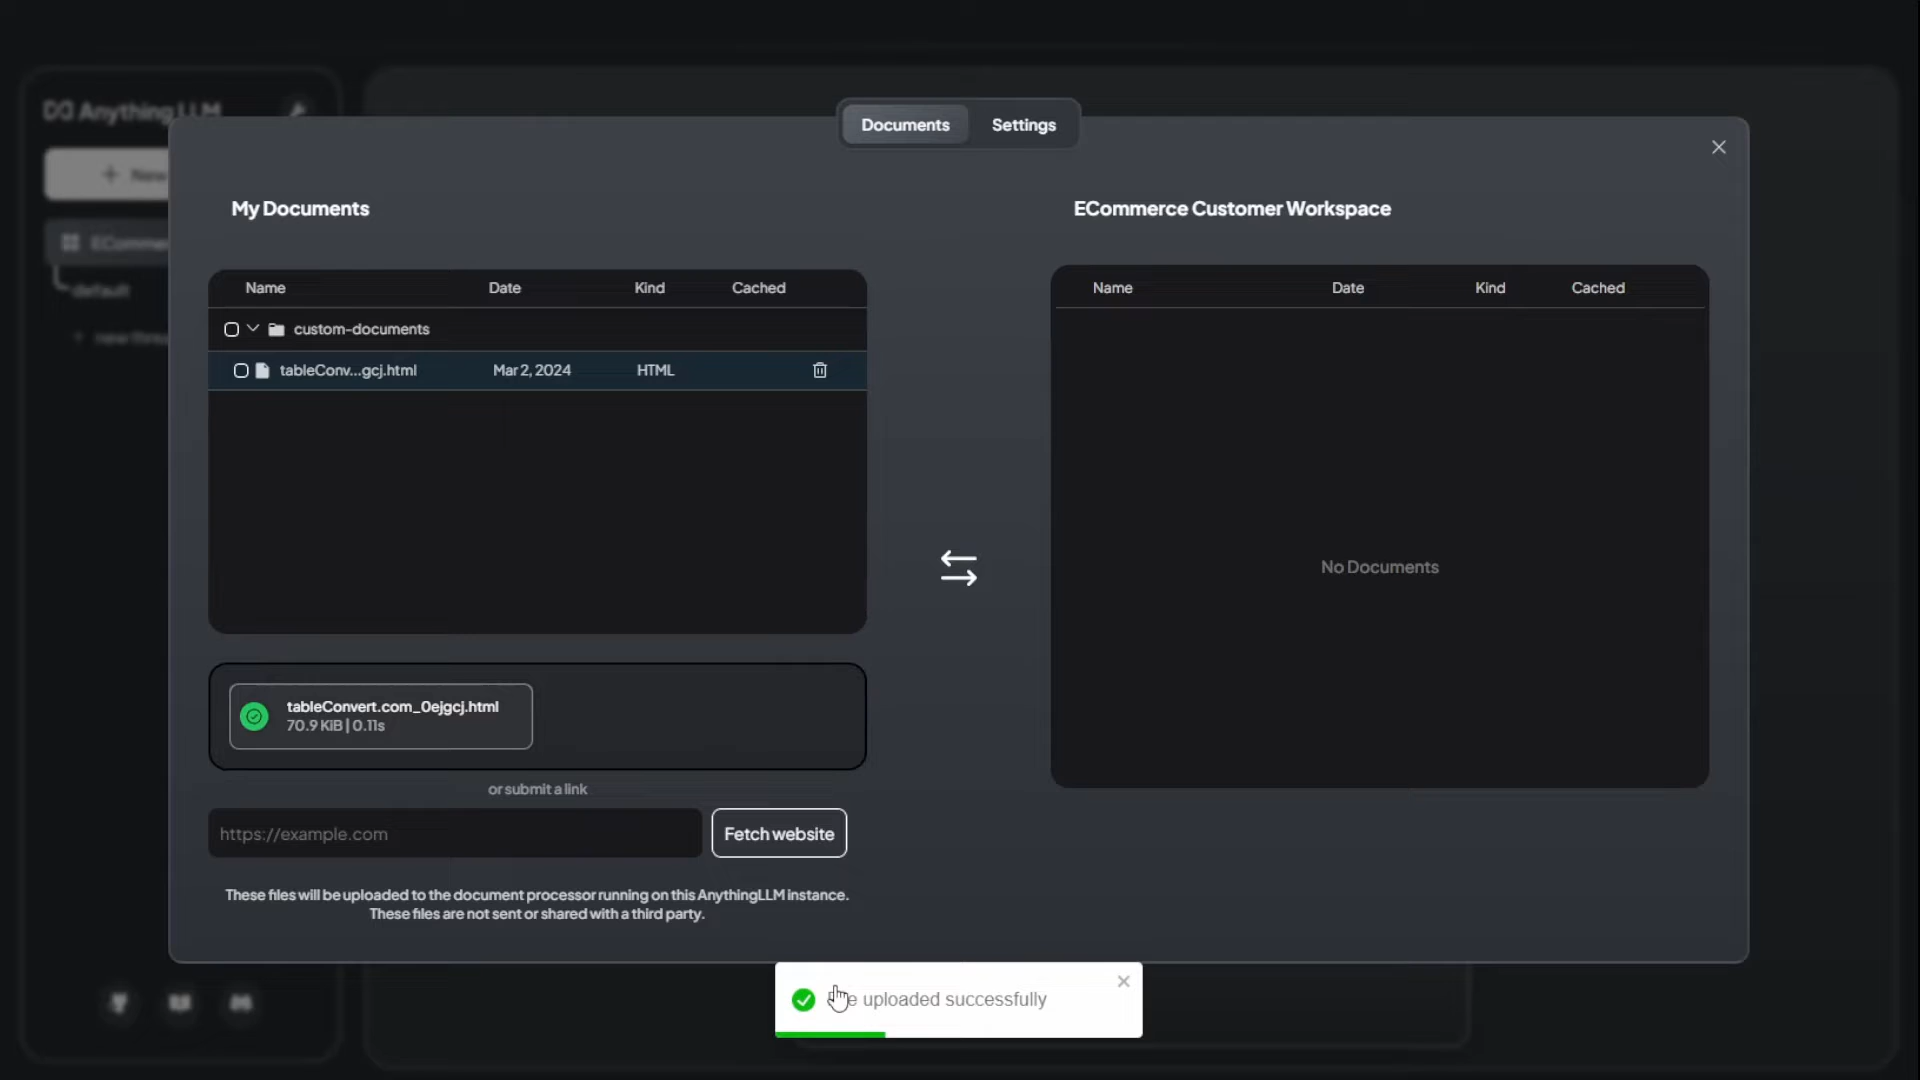 AnythingLLM
Documents
Settings
New
My Documents
ECommerce Customer Workspace
default
Name Date Kind Cached
custom-documents
tableConv...gcj.html Mar 2, 2024 HTML
Name Date Kind Cached
No Documents
tableConvert.com_0ejgcj.html
70.9 KiB | 0.11s
or submit a link
https://example.com
Fetch website
These files will be uploaded to the document processor running on this AnythingLLM instance.
These files are not sent or shared with a third party.
uploaded successfully